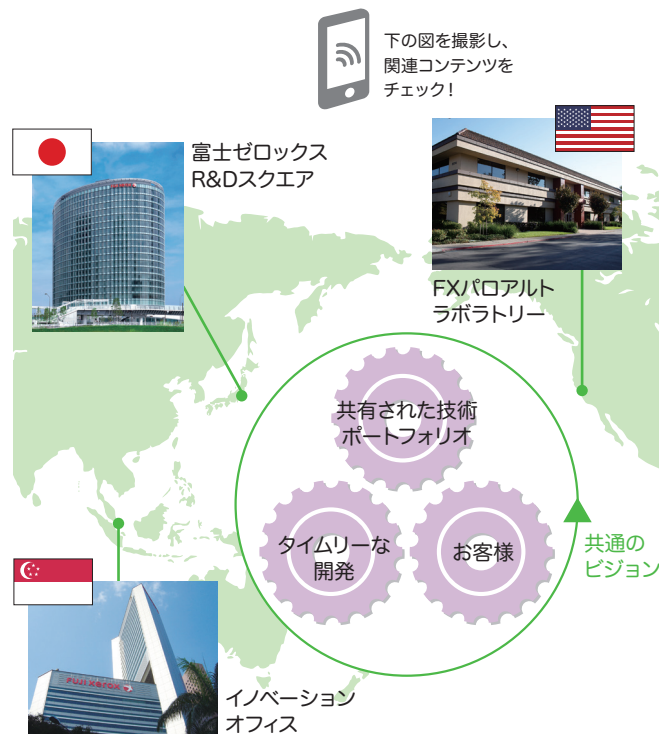 下の図を撮影し、
関連コンテンツを
チェック！
富士ゼロックス
R&Dスクエア
FXパロアルト
ラボラトリー
共有された技術
ポートフォリオ
タイムリーな
開発
お客様
共通の
ビジョン
FUJI XEROX
イノベーション
オフィス